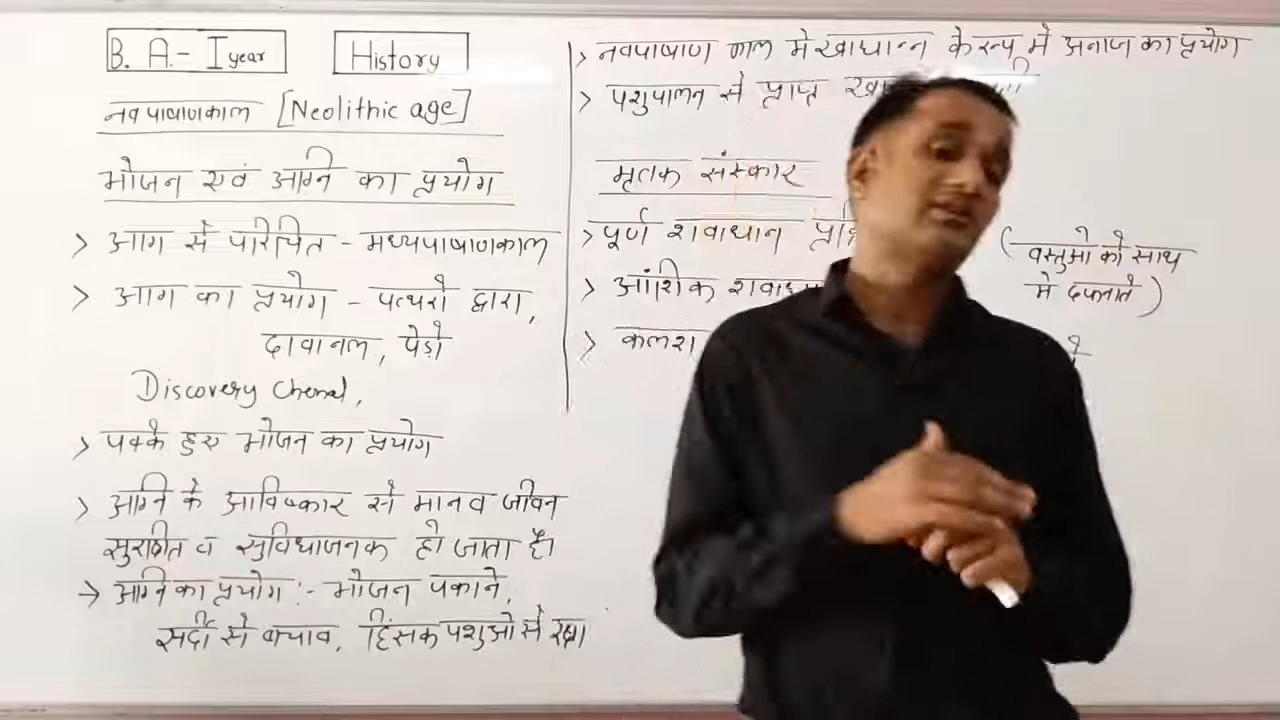 B. A.- I year
History
नवपाषाणकाल [Neolithic age]
भोजन एवं अग्नि का प्रयोग
> आग से परिचित - मध्यपाषाणकाल
> आग का प्रयोग - पत्थरो द्वारा,
दावानल, पेड़ो
Discovery Chenal,
> पक्के हुए भोजन का प्रयोग
> अग्नि के आविष्कार से मानव जीवन
सुरक्षित व सुविधाजनक हो जाता है।
→ अग्नि का प्रयोग :- भोजन पकाने,
सर्दी से बचाव, हिंसक पशुओ से रक्षा
> नवपाषाण काल मे खाद्यान्न के रूप में अनाज का प्रयोग
> पशुपालन से प्राप्त
मृतक संस्कार
> पूर्ण शवाधान
(वस्तुओ को साथ
मे दफनाते)
> आंशिक
> कलश